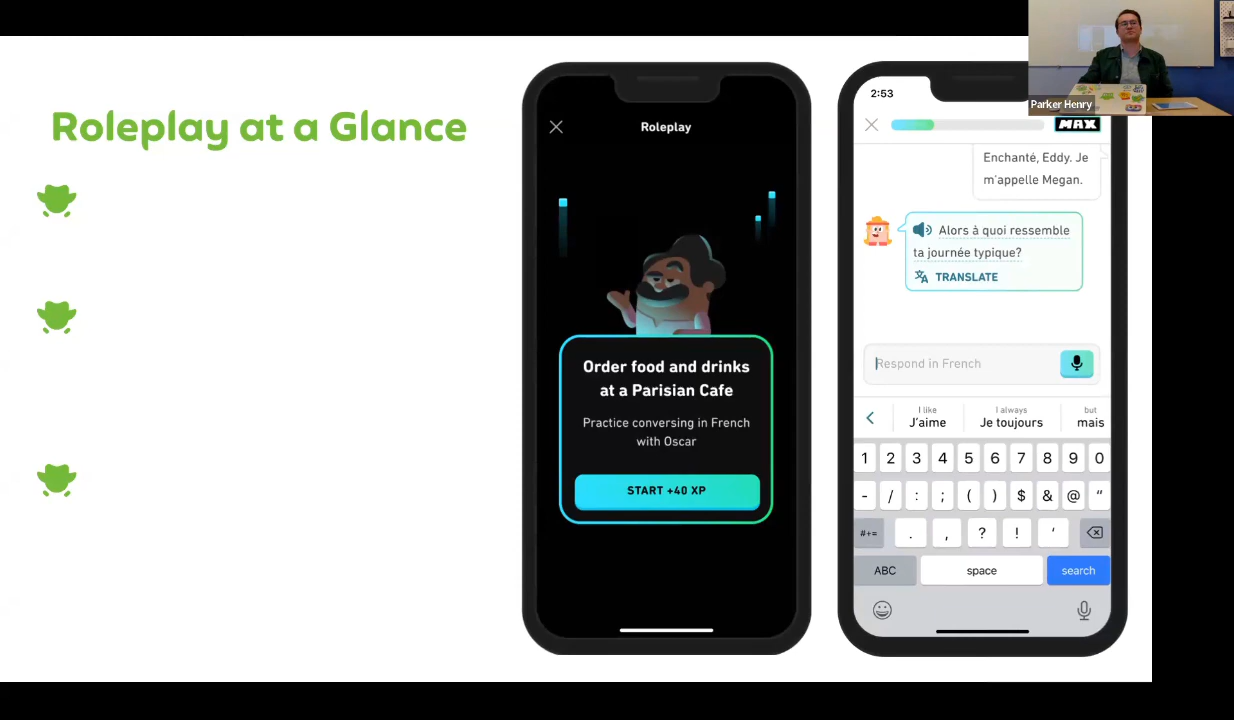 Roleplay at a Glance
Roleplay
Order food and drinks
at a Parisian Cafe
Practice conversing in French
with Oscar
START +40 XP
2:53
MAX
Enchanté, Eddy. Je
m'appelle Megan.
Alors à quoi ressemble
ta journée typique?
TRANSLATE
Respond in French
I like
J'aime
I always
Je toujours
but
mais
1 2 3 4 5 6 7 8 9 0
- / : ; ( ) $ & @ “
#+= . , ? ! ‘
ABC space search
Parker Henry